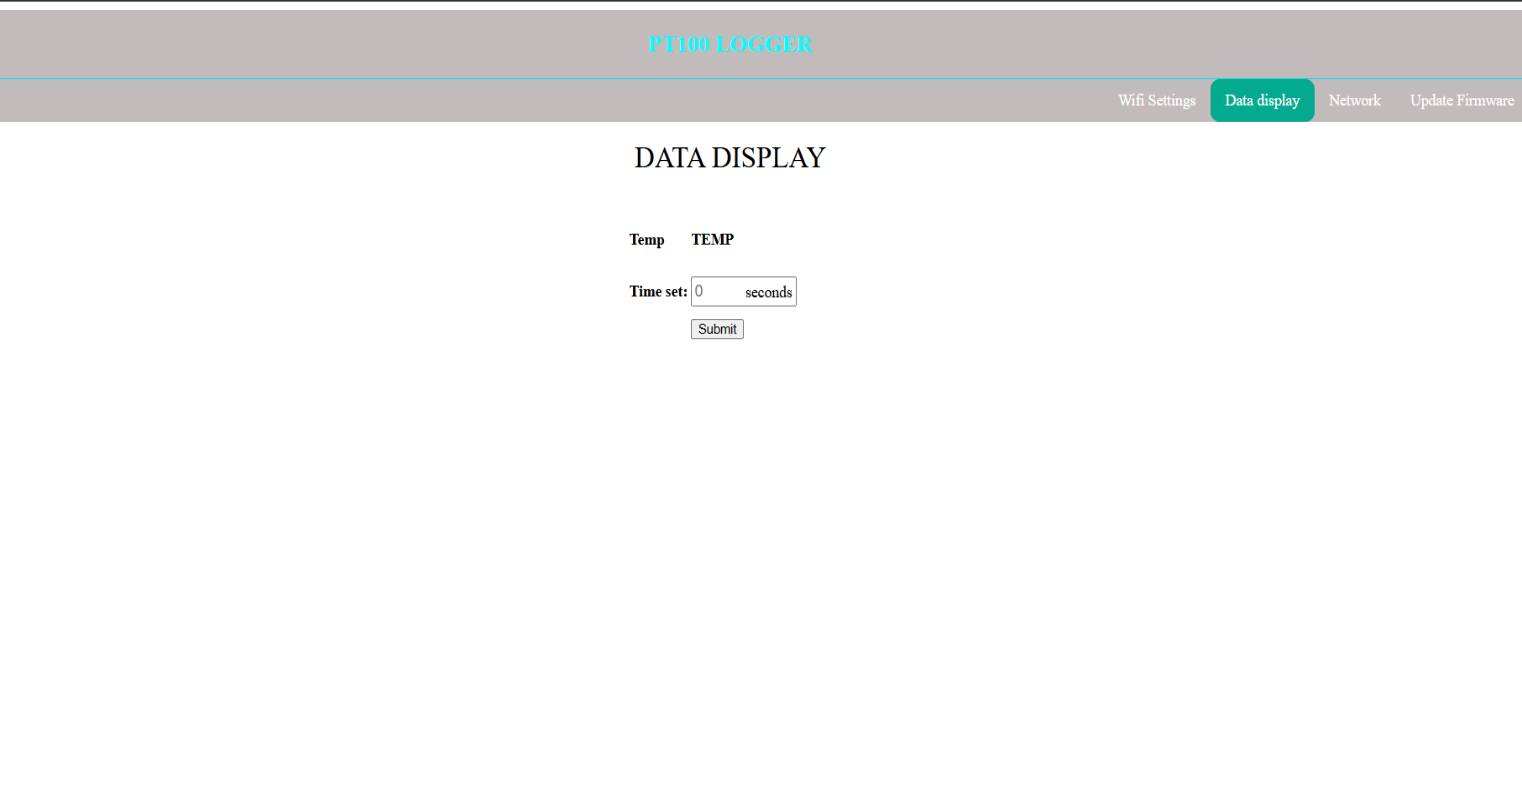 PT100 LOGGER
Wifi Settings Data display Network Update Firmware
DATA DISPLAY
Temp TEMP
Time set: 0 seconds
Submit